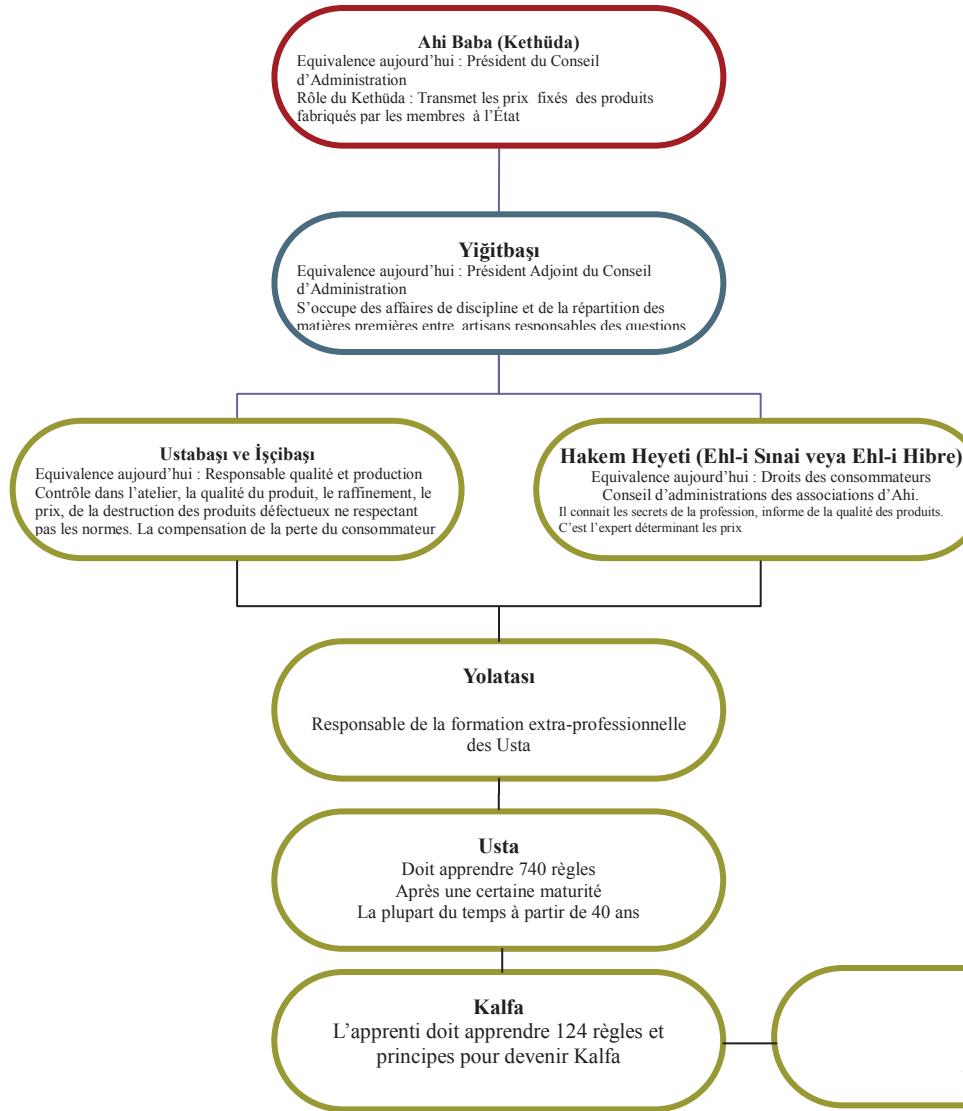 Ahi Baba (Kethüda)
Equivalence aujourd’hui : Président du Conseil
d’Administration
Rôle du Kethüda : Transmet les prix fixés des produits
fabriqués par les membres à l’État
Yiğitbaşı
Equivalence aujourd’hui : Président Adjoint du Conseil
d’Administration
S’occupe des affaires de discipline et de la répartition des
matières premières entre artisans responsables des questions
Ustabaşı ve İşçibaşı
Equivalence aujourd’hui : Responsable qualité et production
Contrôle dans l’atelier, la qualité du produit, le raffinement, le
prix, de la destruction des produits défectueux ne respectant
pas les normes. La compensation de la perte du consommateur
Hakem Heyeti (Ehl-i Sınai veya Ehl-i Hibre)
Equivalence aujourd’hui : Droits des consommateurs
Conseil d’administrations des associations d’Ahi.
Il connait les secrets de la profession, informe de la qualité des produits.
C’est l’expert déterminant les prix
Yolatası
Responsable de la formation extra-professionnelle
des Usta
Usta
Doit apprendre 740 règles
Après une certaine maturité
La plupart du temps à partir de 40 ans
Kalfa
L’apprenti doit apprendre 124 règles et
principes pour devenir Kalfa